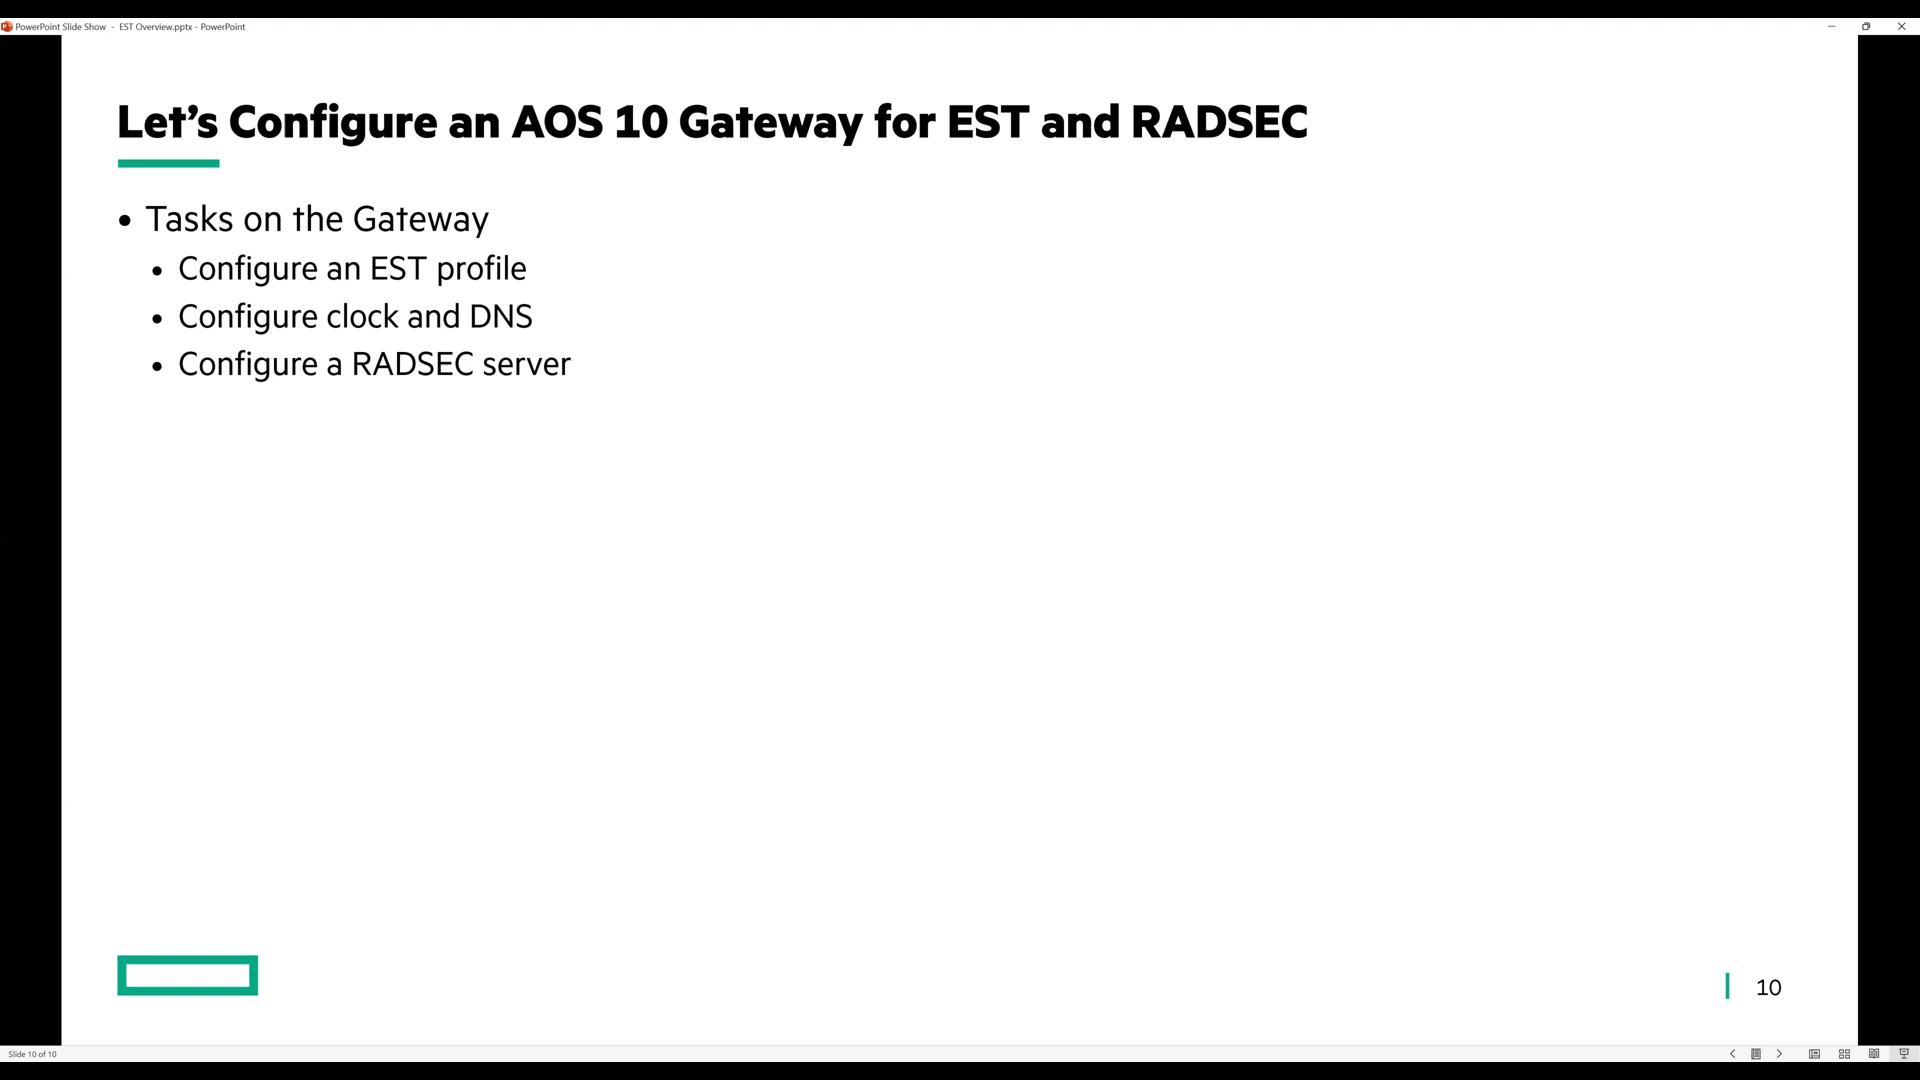 PowerPoint Slide Show - EST Overview.pptx - PowerPoint
Let’s Configure an AOS 10 Gateway for EST and RADSEC
• Tasks on the Gateway
• Configure an EST profile
• Configure clock and DNS
• Configure a RADSEC server
10
Slide 10 of 10